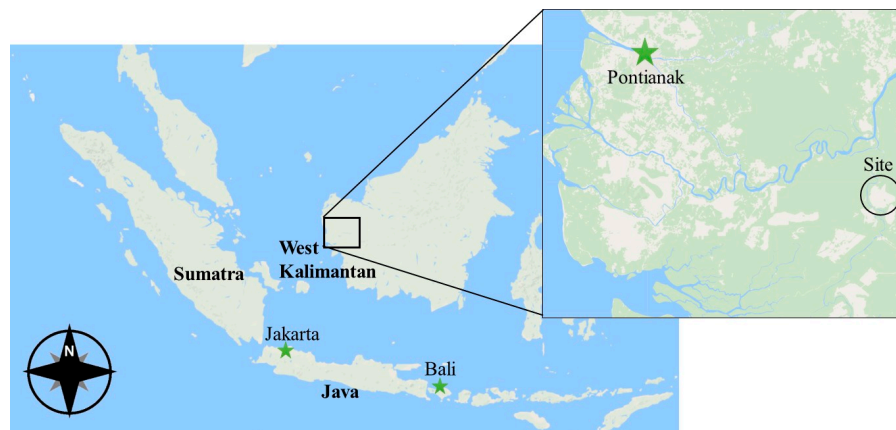 Pontianak
Site
West
Kalimantan
Sumatra
N
Jakarta
Bali
Java